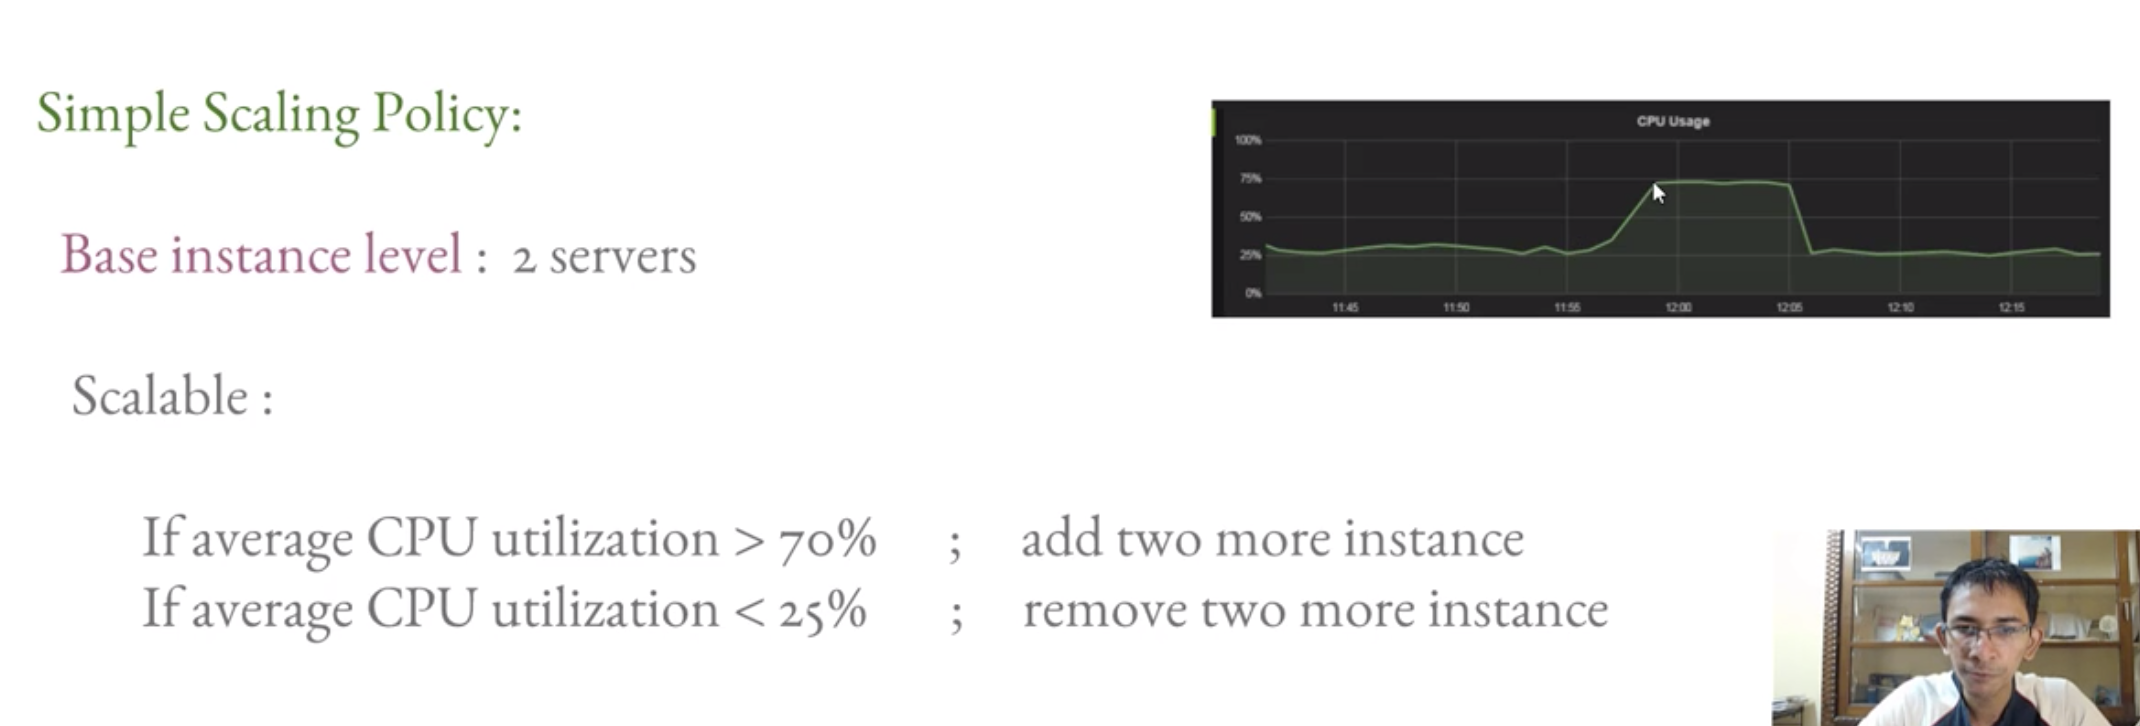 Simple Scaling Policy:
CPU Usage
100%
75%
50%
25%
0%
11:45 11:50 11:55 12:00 12:05 12:10 12:15
Base instance level : 2 servers
Scalable :
If average CPU utilization > 70% ; add two more instance
If average CPU utilization < 25% ; remove two more instance